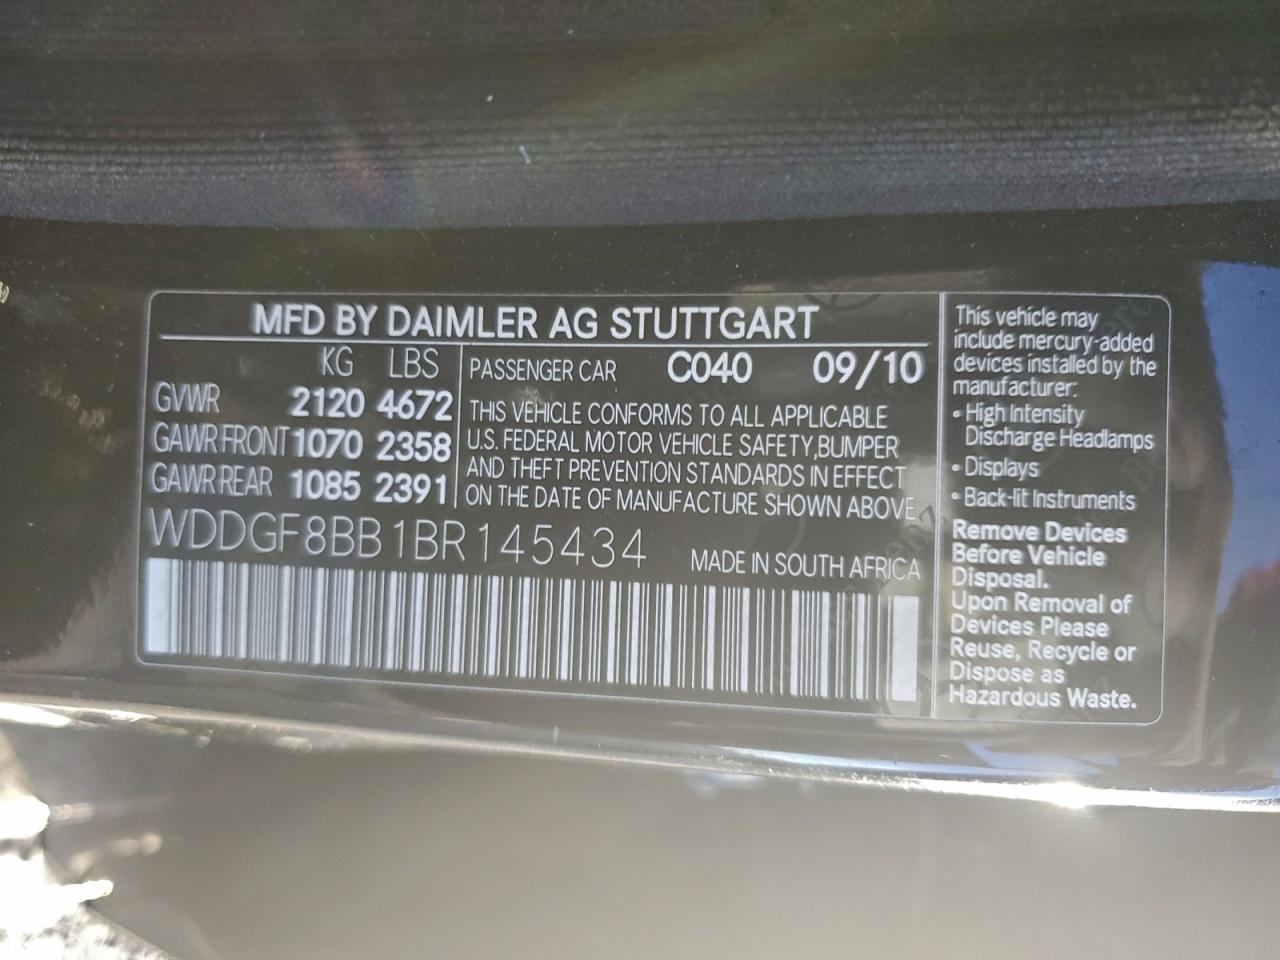 MFD BY DAIMLER AG STUTTGART
KG LBS
GVWR 2120 4672
GAWR FRONT 1070 2358
GAWR REAR 1085 2391
PASSENGER CAR C040 09/10
THIS VEHICLE CONFORMS TO ALL APPLICABLE
U.S. FEDERAL MOTOR VEHICLE SAFETY, BUMPER
AND THEFT PREVENTION STANDARDS IN EFFECT
ON THE DATE OF MANUFACTURE SHOWN ABOVE.
WDDGF8BB1BR145434
MADE IN SOUTH AFRICA
This vehicle may
include mercury-added
devices installed by the
manufacturer:
• High Intensity
Discharge Headlamps
• Displays
• Back-lit Instruments
Remove Devices
Before Vehicle
Disposal.
Upon Removal of
Devices Please
Reuse, Recycle or
Dispose as
Hazardous Waste.